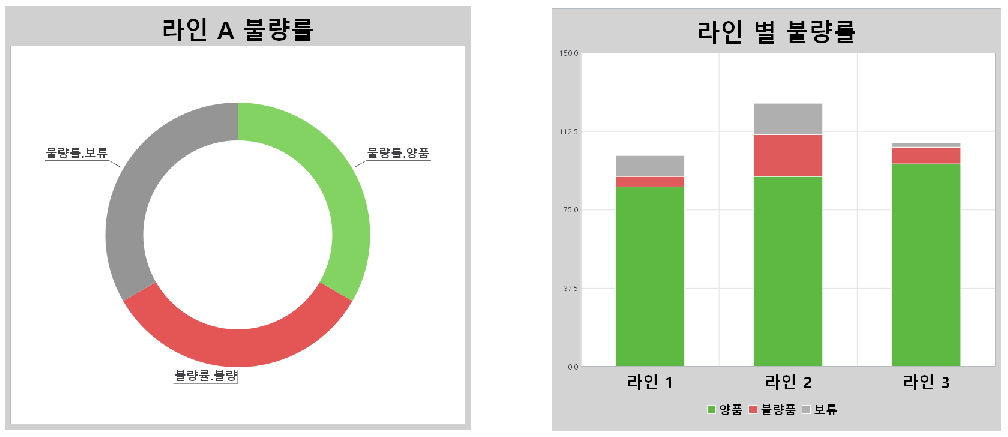 라인 A 불량률
불량률.보류
불량률.양품
불량률.불량
라인 별 불량률
150.0
112.5
75.0
37.5
0.0
라인 1
라인 2
라인 3
양품 불량품 보류